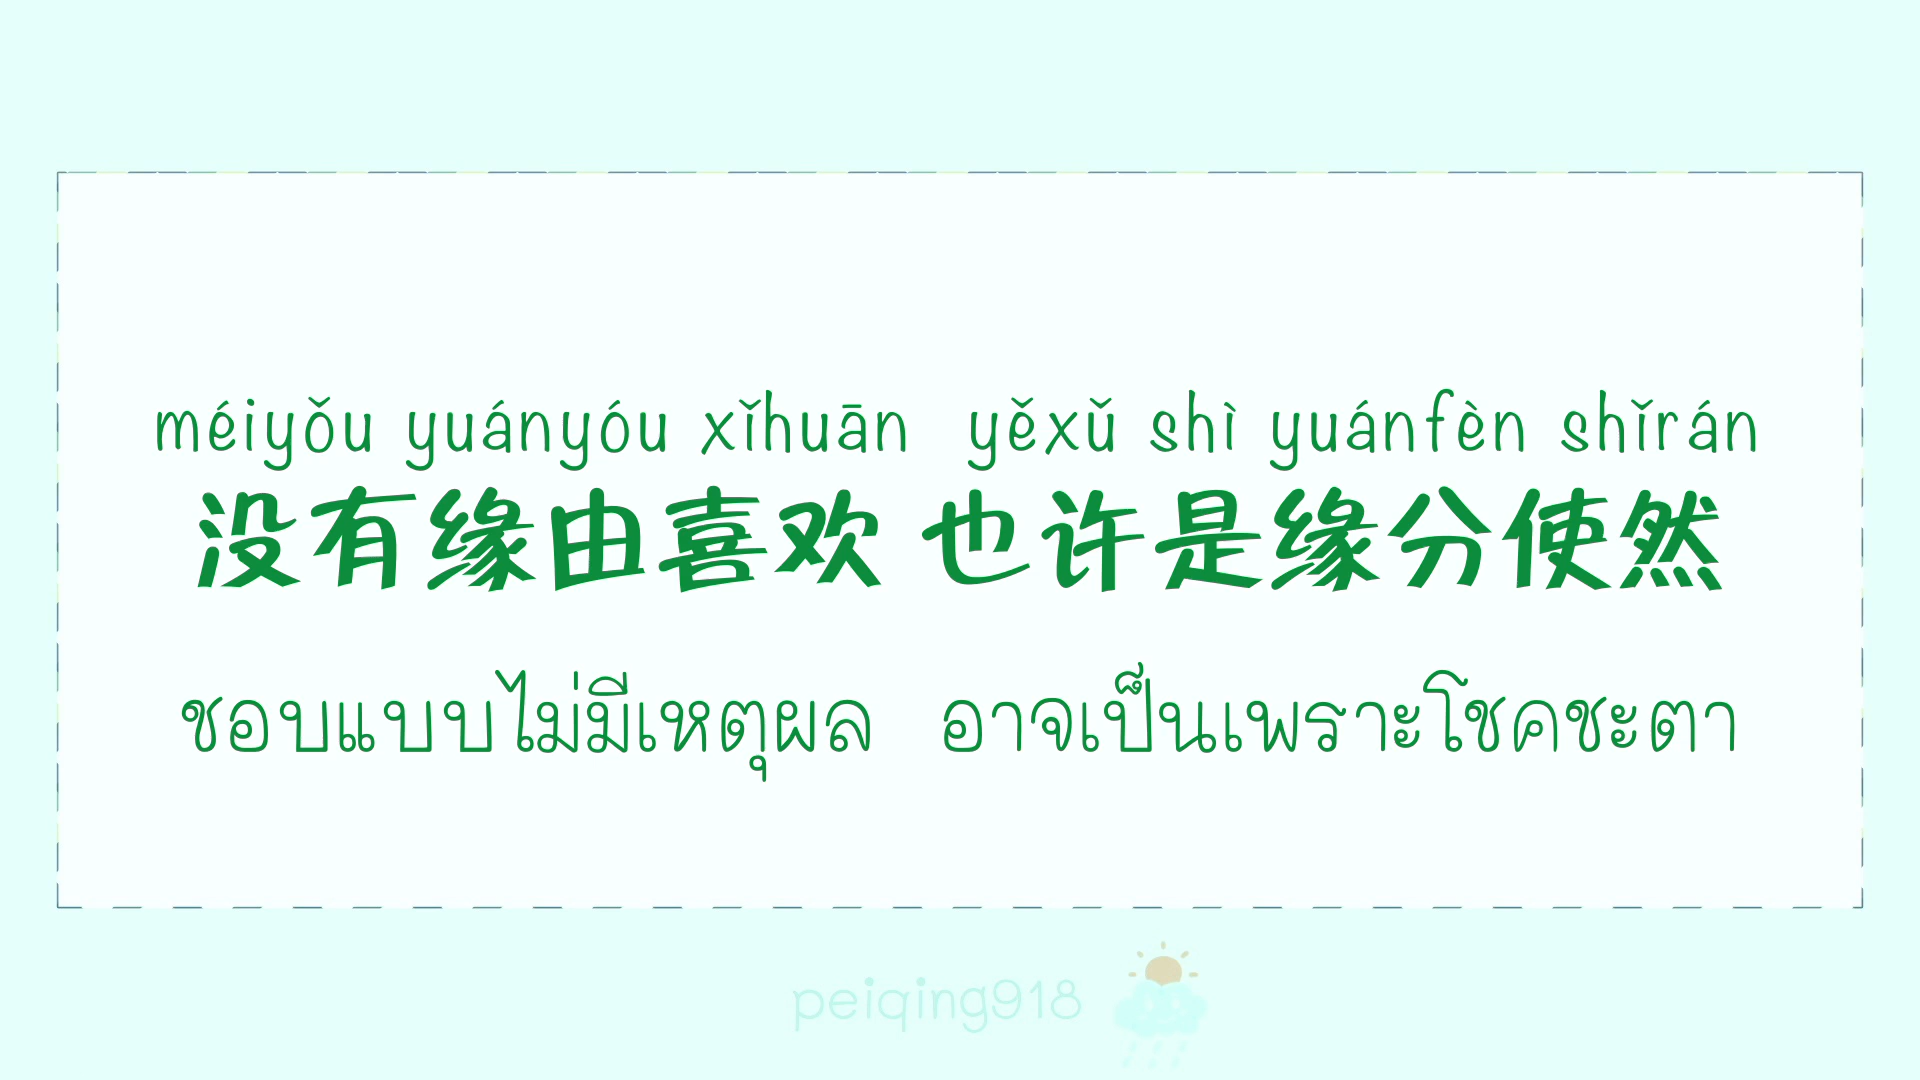 méiyǒu yuányóu xǐhuān  yěxǔ shì yuánfèn shǐrán
没有缘由喜欢 也许是缘分使然
ชอบแบบไม่มีเหตุผล  อาจเป็นเพราะโชคชะตา
peiqing918